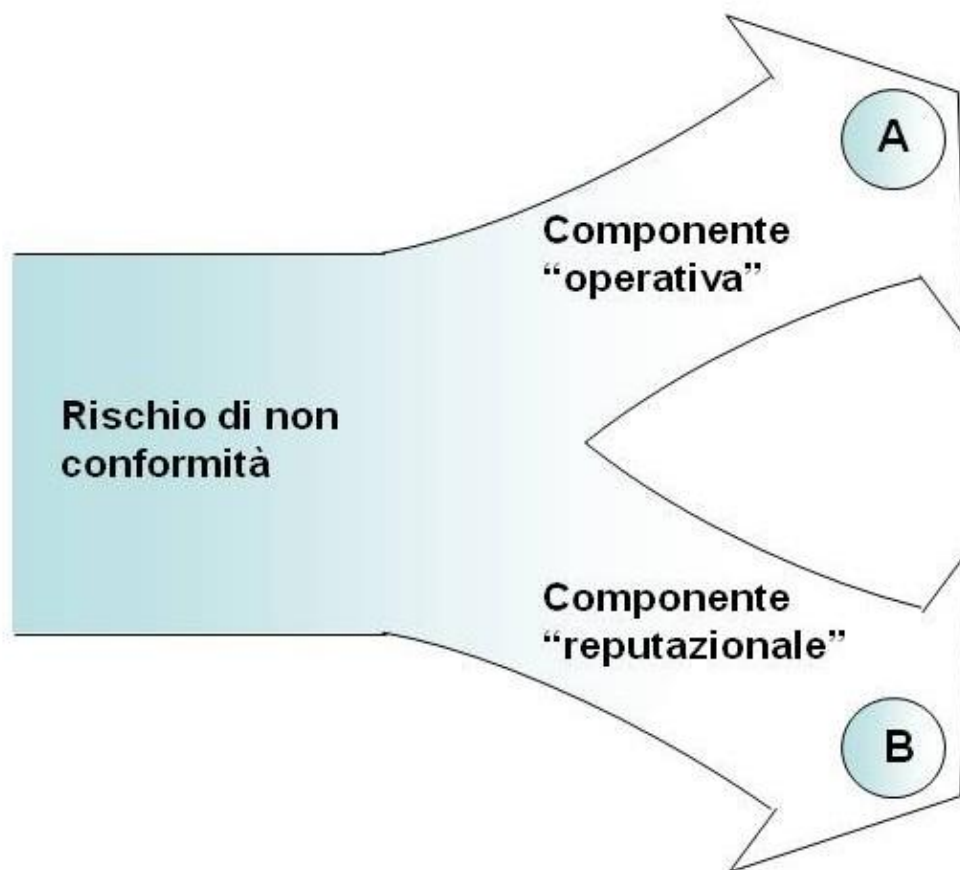 A
Componente
“operativa”
Rischio di non
conformità
Componente
“reputazionale”
B